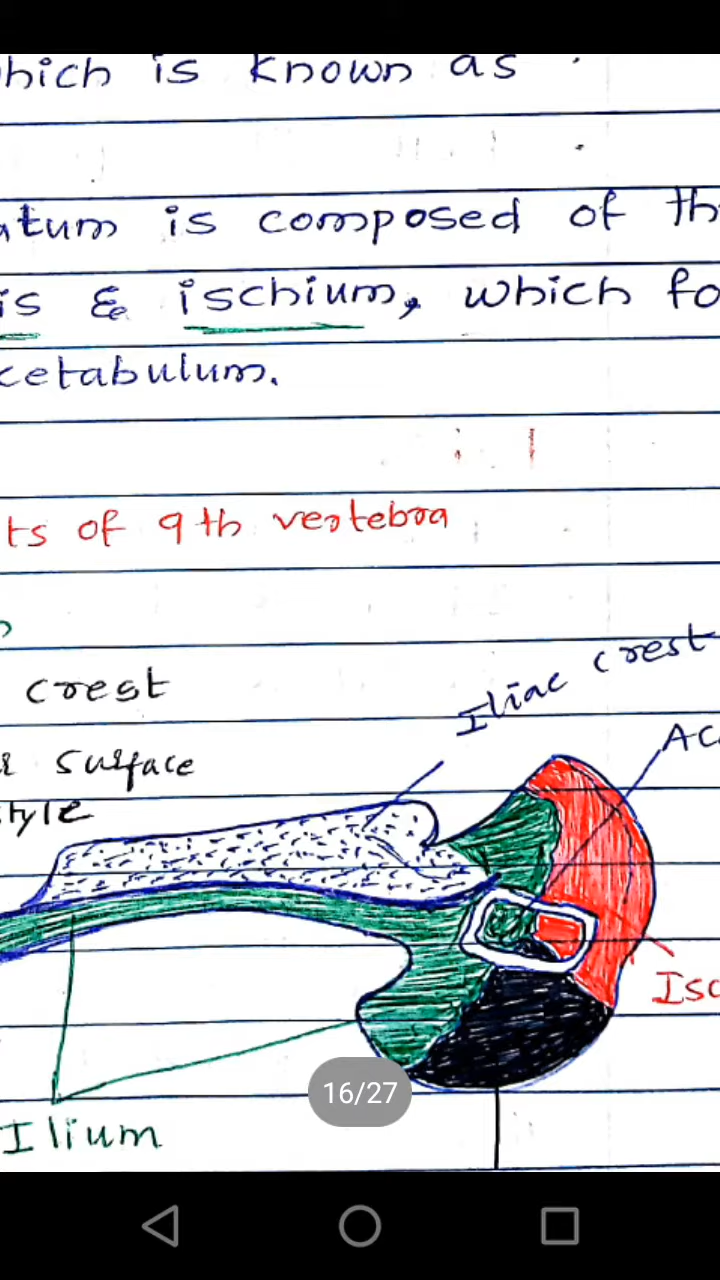 hich is known as
atum is composed of th
is & ischium, which fo
cetabulum.
ts of 9th vertebra
crest
Iliac crest
surface
Ac
tyle
Isc
16/27
Ilium